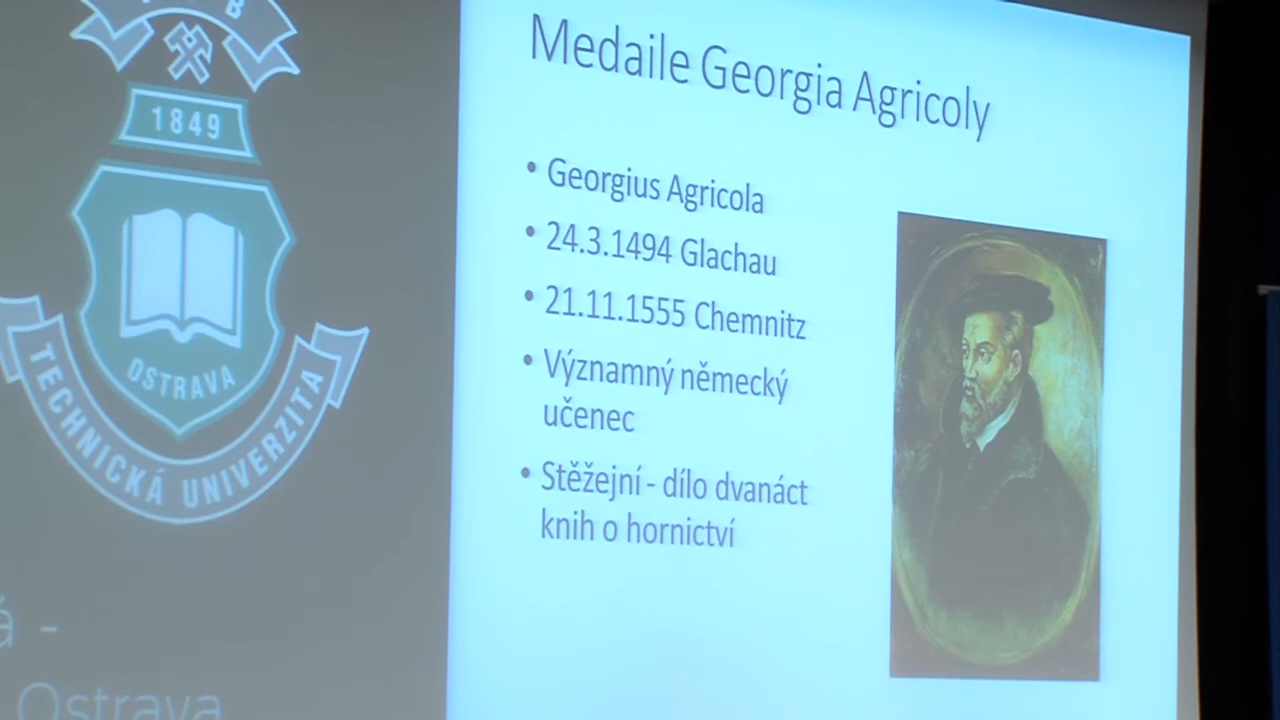 B
1849
OSTRAVA
TECHNICKÁ UNIVERZITA
á -
Ostrava
Medaile Georgia Agricoly
• Georgius Agricola
• 24.3.1494 Glachau
• 21.11.1555 Chemnitz
• Významný německý
učenec
• Stěžejní - dílo dvanáct
knih o hornictví